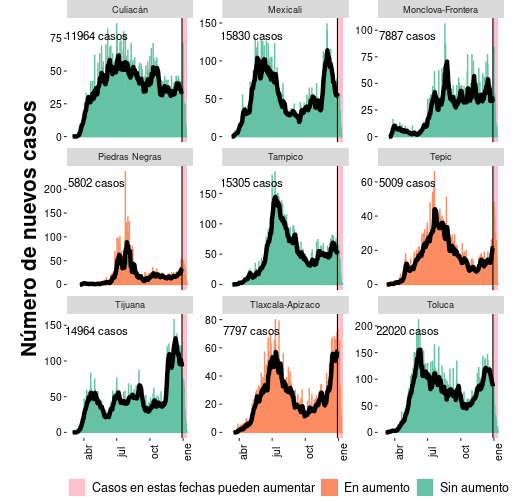 Culiacán Mexicali Monclova-Frontera
11964 casos 15830 casos 7887 casos
75 150 100
50 100 75
25 50 50
0 0 25
0
Piedras Negras Tampico Tepic
5802 casos 15305 casos 5009 casos
200 150 60
150 100 40
100 50 20
50 0 0
0
Tijuana Tlaxcala-Apizaco Toluca
14964 casos 7797 casos 22020 casos
150 80 200
100 60 150
50 40 100
0 20 50
0 0
abr jul oct ene abr jul oct ene abr jul oct ene
Número de nuevos casos
Casos en estas fechas pueden aumentar En aumento Sin aumento